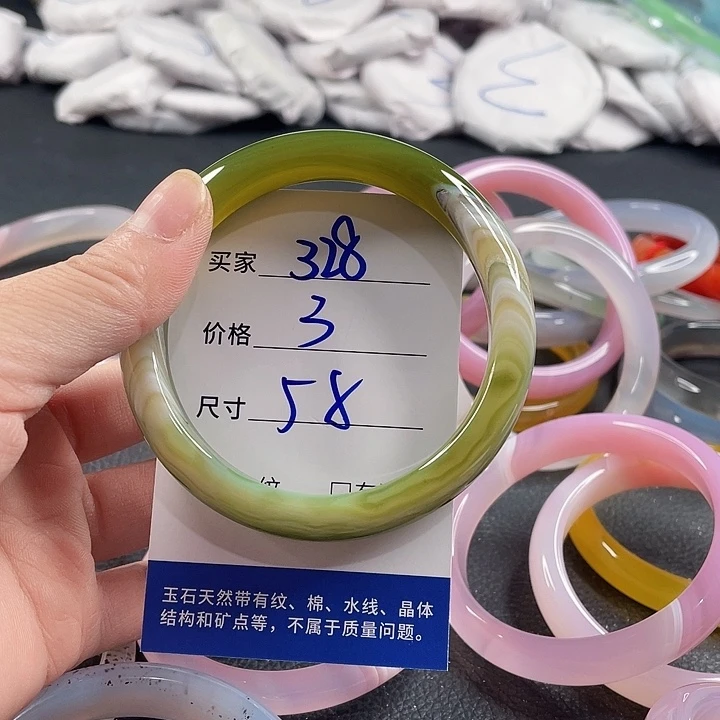 买家 328
价格 3
尺寸 58
纹
玉石天然带有纹、棉、水线、晶体
结构和矿点等，不属于质量问题。